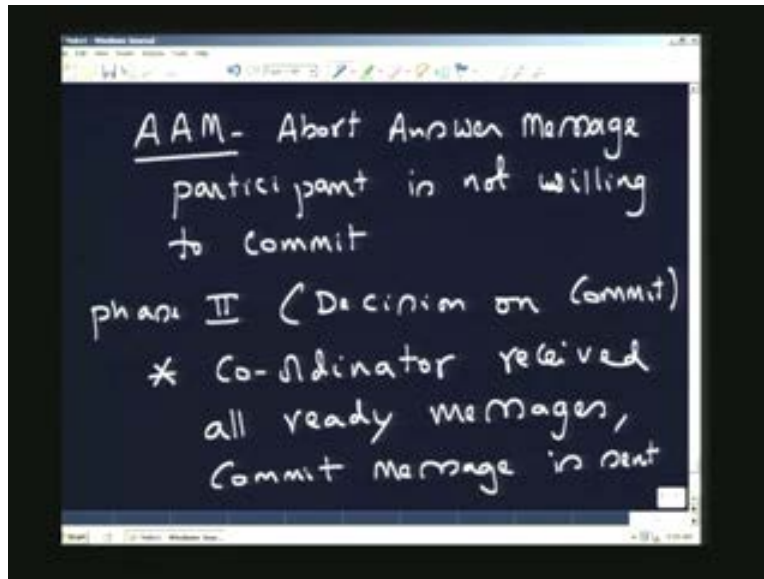 AAM- Abort Answer Message
participant is not willing
to commit
phase II (Decision on Commit)
* Co-ordinator received
all ready messages,
Commit message is sent